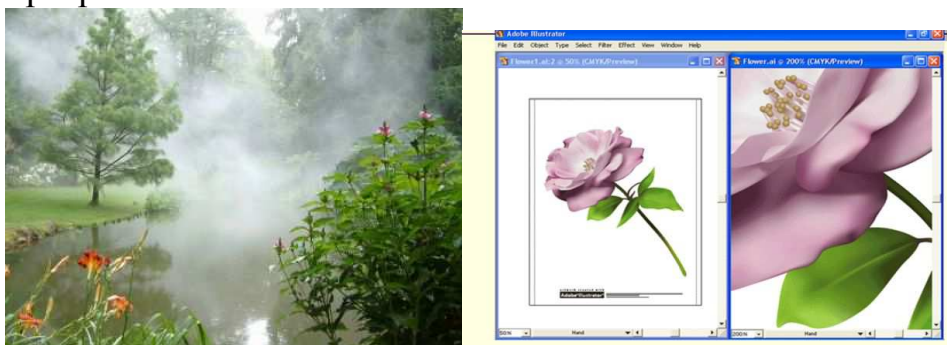 Adobe Illustrator
File Edit Object Type Select Filter Effect View Window Help
Flower1.ai:2 @ 50% (CMYK/Preview)
Flower.ai @ 200% (CMYK/Preview)
Adobe Illustrator
50% Hand
200% Hand